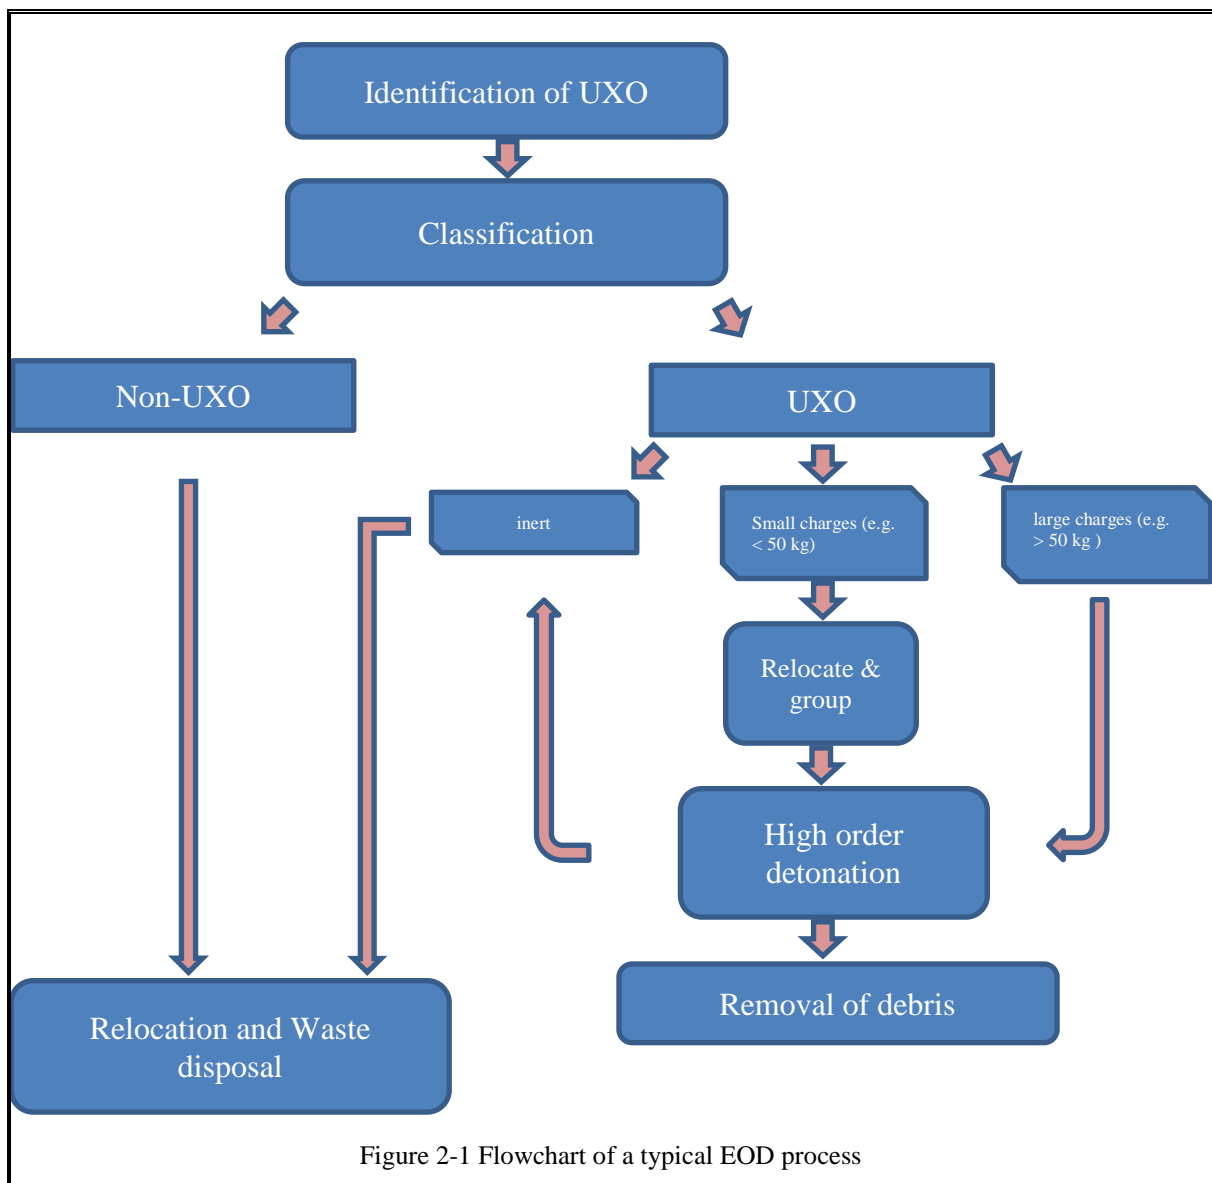 Identification of UXO
Classification
Non-UXO
UXO
inert
Small charges (e.g.
< 50 kg)
large charges (e.g.
> 50 kg )
Relocate &
group
High order
detonation
Removal of debris
Relocation and Waste
disposal
Figure 2-1 Flowchart of a typical EOD process